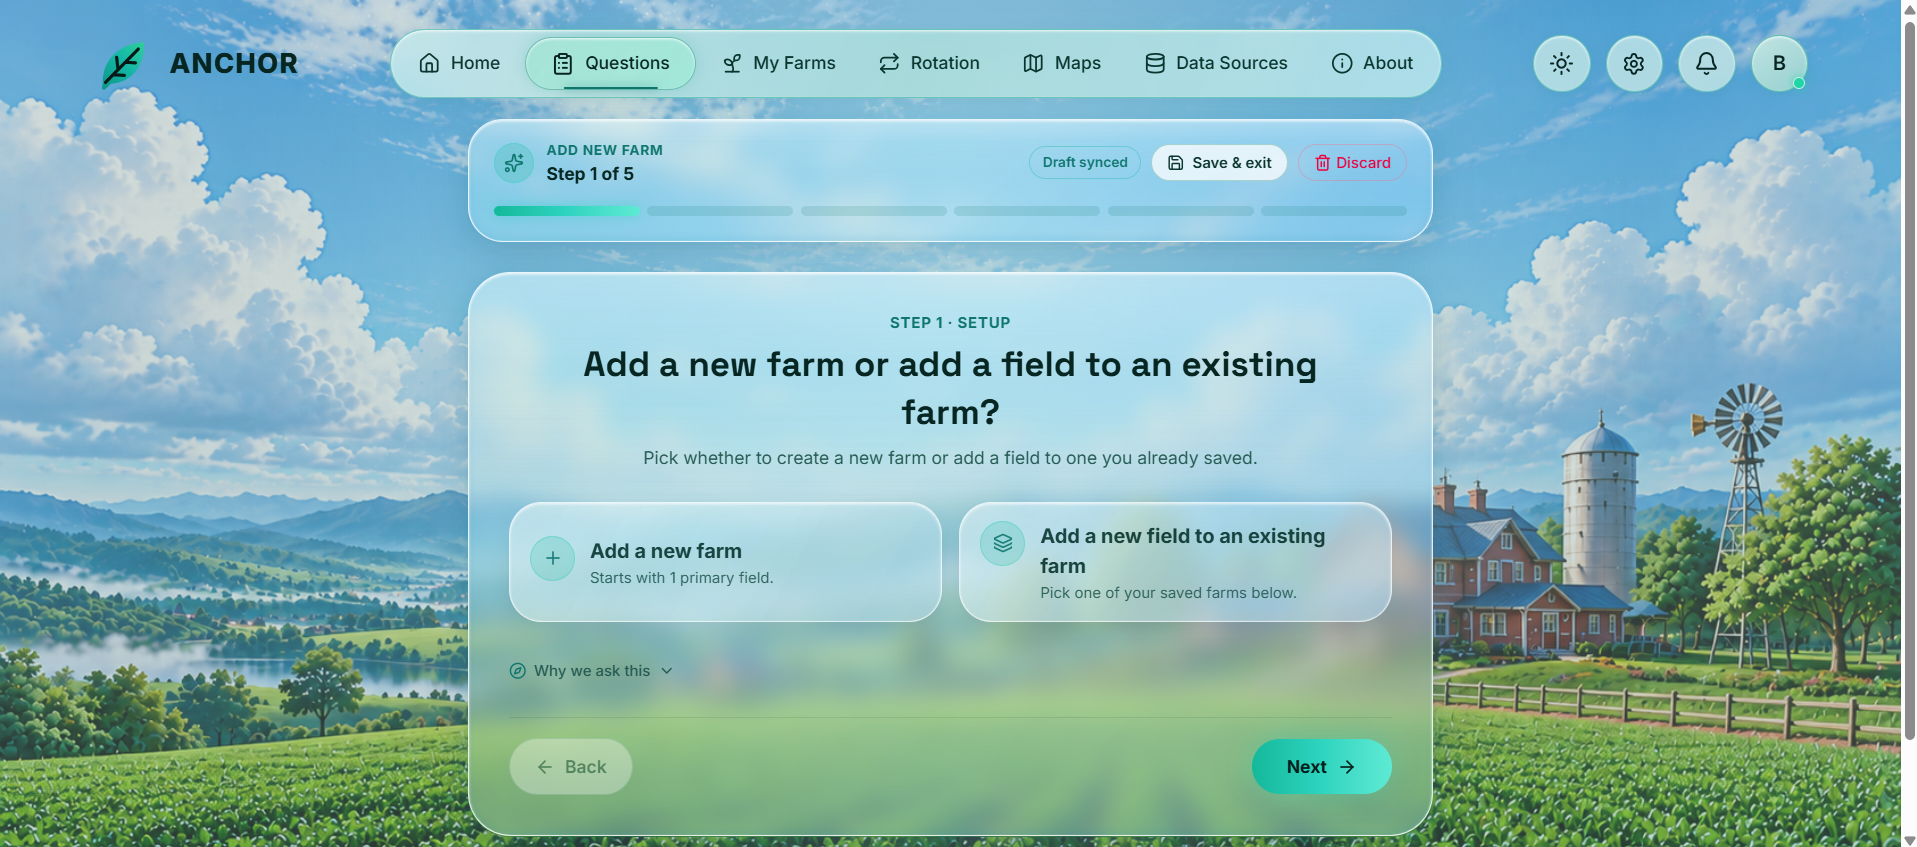 ANCHOR
Home
Questions
My Farms
Rotation
Maps
Data Sources
About
B
ADD NEW FARM
Step 1 of 5
Draft synced
Save & exit
Discard
STEP 1 · SETUP
Add a new farm or add a field to an existing
farm?
Pick whether to create a new farm or add a field to one you already saved.
Add a new farm
Starts with 1 primary field.
Add a new field to an existing
farm
Pick one of your saved farms below.
Why we ask this
Back
Next